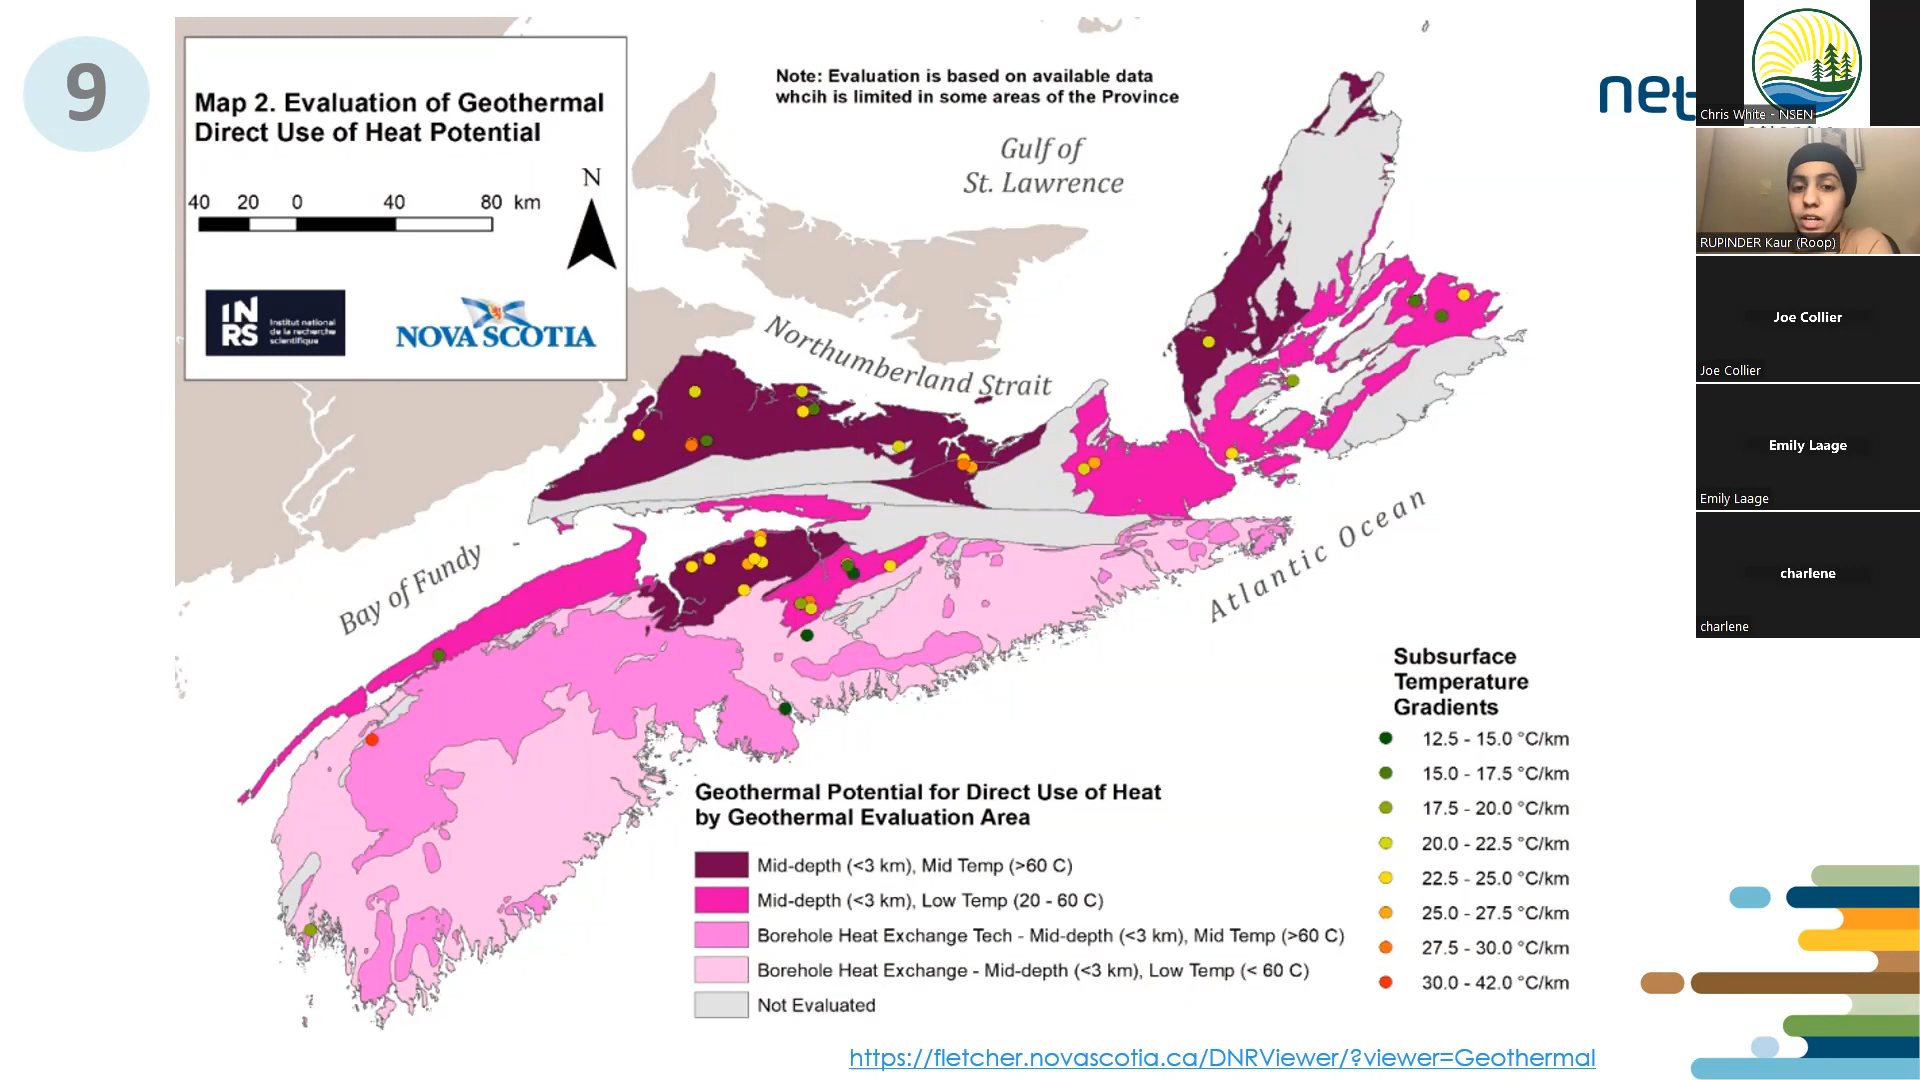 9
Map 2. Evaluation of Geothermal
Direct Use of Heat Potential
40 20 0 40 80 km
N
INRS
Institut national
de la recherche
scientifique
NOVA SCOTIA
Note: Evaluation is based on available data
whcih is limited in some areas of the Province
Gulf of
St. Lawrence
Northumberland Strait
Bay of Fundy
Atlantic Ocean
net
Chris White - NSEN
RUPINDER Kaur (Roop)
Joe Collier
Joe Collier
Emily Laage
Emily Laage
charlene
charlene
Geothermal Potential for Direct Use of Heat
by Geothermal Evaluation Area
Mid-depth (<3 km), Mid Temp (>60 C)
Mid-depth (<3 km), Low Temp (20 - 60 C)
Borehole Heat Exchange Tech - Mid-depth (<3 km), Mid Temp (>60 C)
Borehole Heat Exchange - Mid-depth (<3 km), Low Temp (< 60 C)
Not Evaluated
Subsurface
Temperature
Gradients
12.5 - 15.0 °C/km
15.0 - 17.5 °C/km
17.5 - 20.0 °C/km
20.0 - 22.5 °C/km
22.5 - 25.0 °C/km
25.0 - 27.5 °C/km
27.5 - 30.0 °C/km
30.0 - 42.0 °C/km
https://fletcher.novascotia.ca/DNRViewer/?viewer=Geothermal